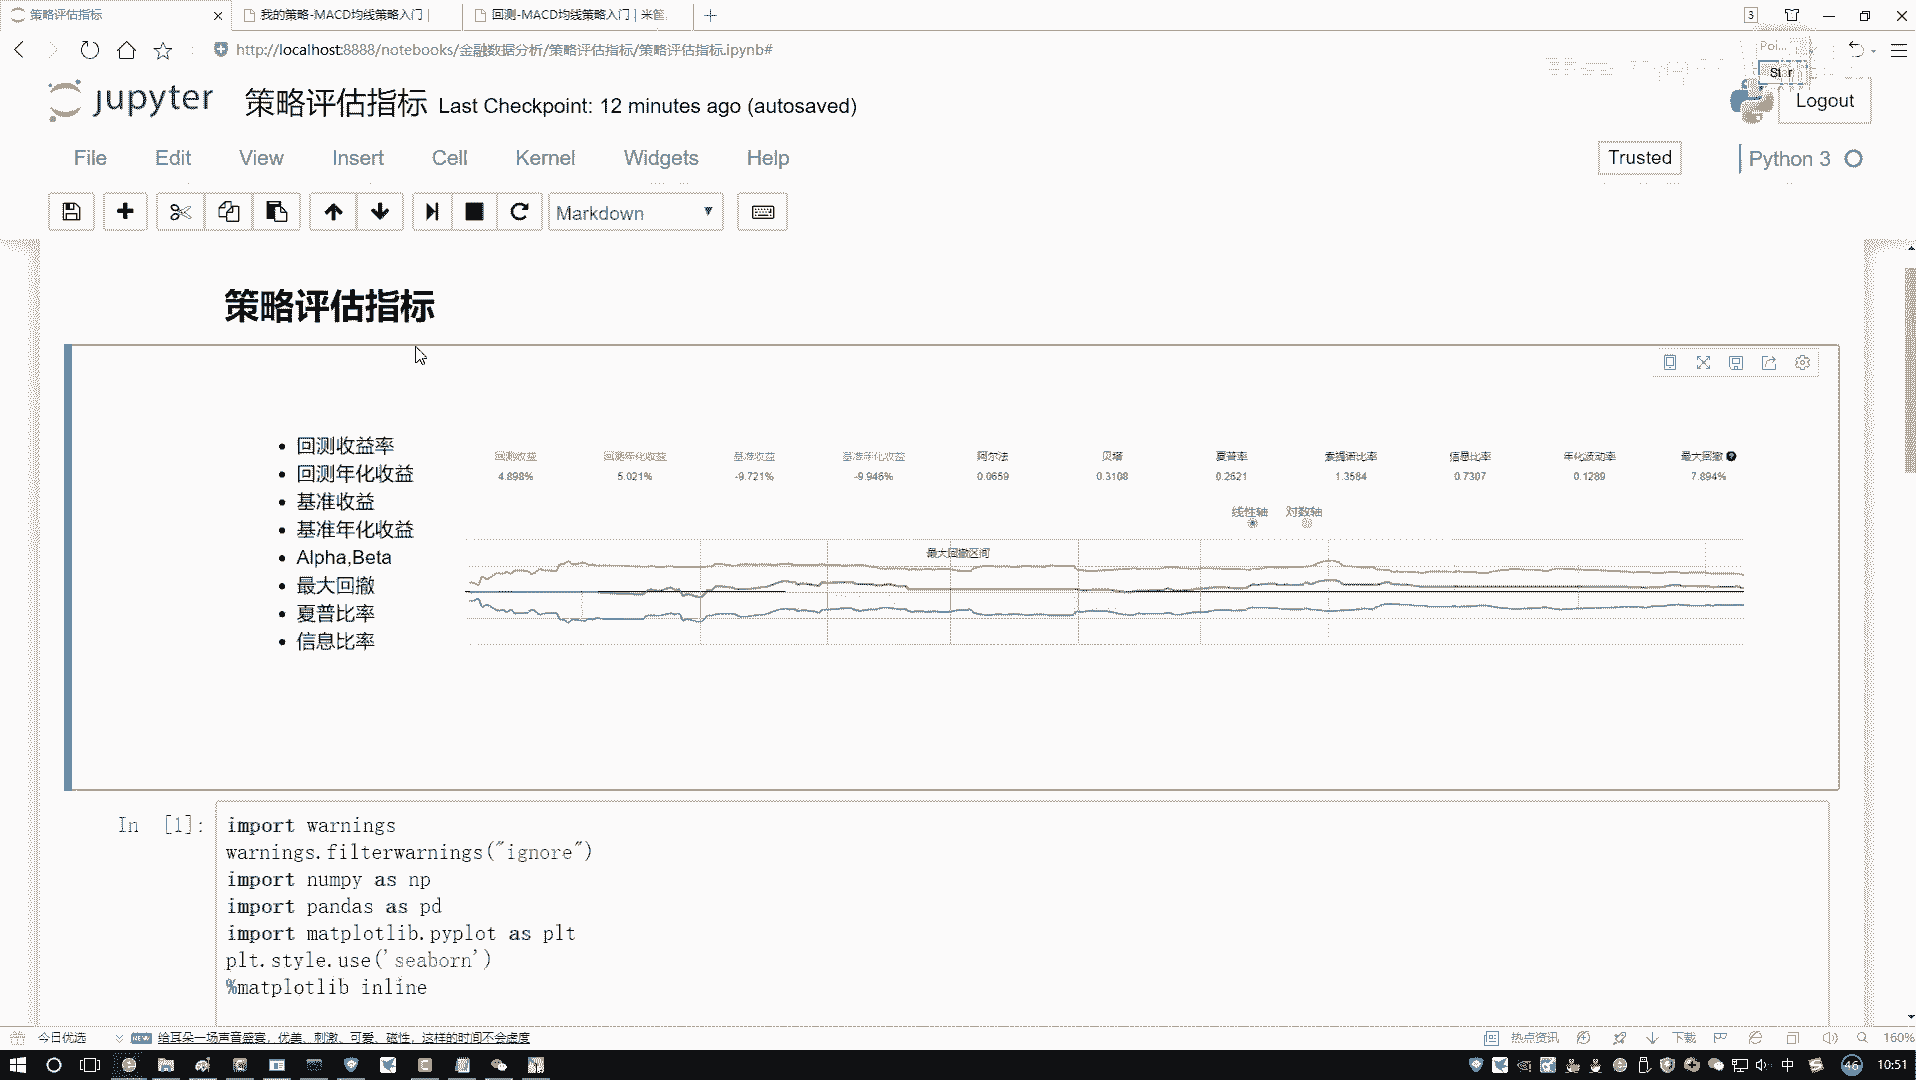 策略评估指标
我的策略-MACD均线策略入门 |
回测-MACD均线策略入门 | 米筐
3
http://localhost:8888/notebooks/金融数据分析/策略评估指标/策略评估指标.ipynb#
Poi...
jupyter 策略评估指标 Last Checkpoint: 12 minutes ago (autosaved)
Logout
File Edit View Insert Cell Kernel Widgets Help
Trusted
Python 3
Markdown
策略评估指标
回测收益率
回测年化收益
基准收益
基准年化收益
Alpha,Beta
最大回撤
夏普比率
信息比率
回测收益 回测年化收益 基准收益 基准年化收益 阿尔法 贝塔 夏普率 索提诺比率 信息比率 年化波动率 最大回撤
4.898% 5.021% -9.721% -9.946% 0.0659 0.3108 0.2621 1.3584 0.7307 0.1289 7.894%
线性轴 对数轴
最大回撤区间
In [1]:
import warnings
warnings.filterwarnings("ignore")
import numpy as np
import pandas as pd
import matplotlib.pyplot as plt
plt.style.use('seaborn')
%matplotlib inline
今日优选
NEW 给耳朵一场声音盛宴，优美、刺激、可爱、磁性，这样的时间不会虚度
热点资讯
下载
160%
中
46
10:51